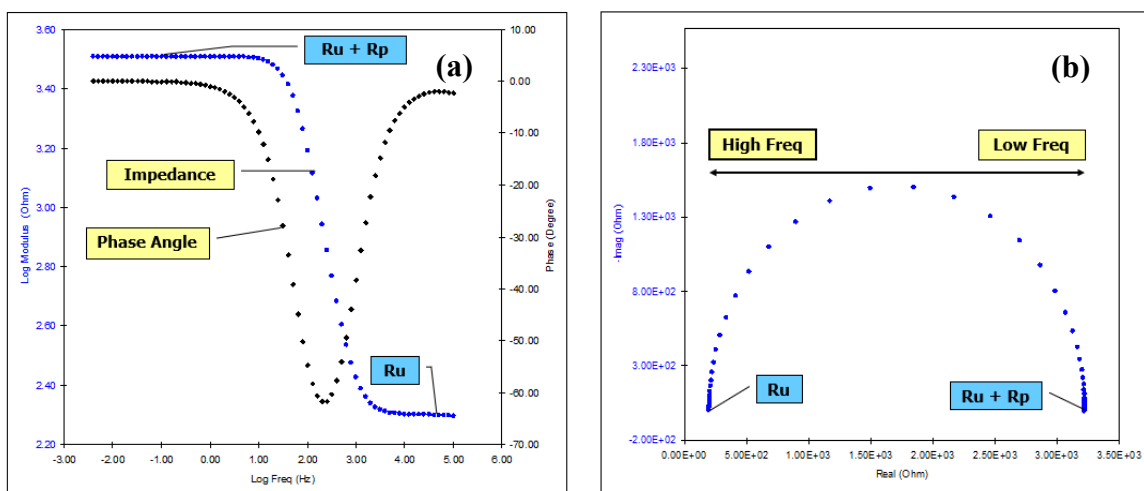 3.60
10.00
Ru + Rp
(a)
3.40
0.00
-10.00
3.20
Impedance
-20.00
Log Modulus (Ohm)
3.00
Phase Angle
-30.00
Phase (Degree)
2.80
-40.00
2.60
-50.00
2.40
Ru
-60.00
2.20
-70.00
-3.00 -2.00 -1.00 0.00 1.00 2.00 3.00 4.00 5.00 6.00
Log Freq (Hz)
(b)
2.30E+03
1.80E+03
High Freq
Low Freq
1.30E+03
-Imag (Ohm)
8.00E+02
3.00E+02
Ru
Ru + Rp
-2.00E+02
0.00E+00 5.00E+02 1.00E+03 1.50E+03 2.00E+03 2.50E+03 3.00E+03 3.50E+03
Real (Ohm)